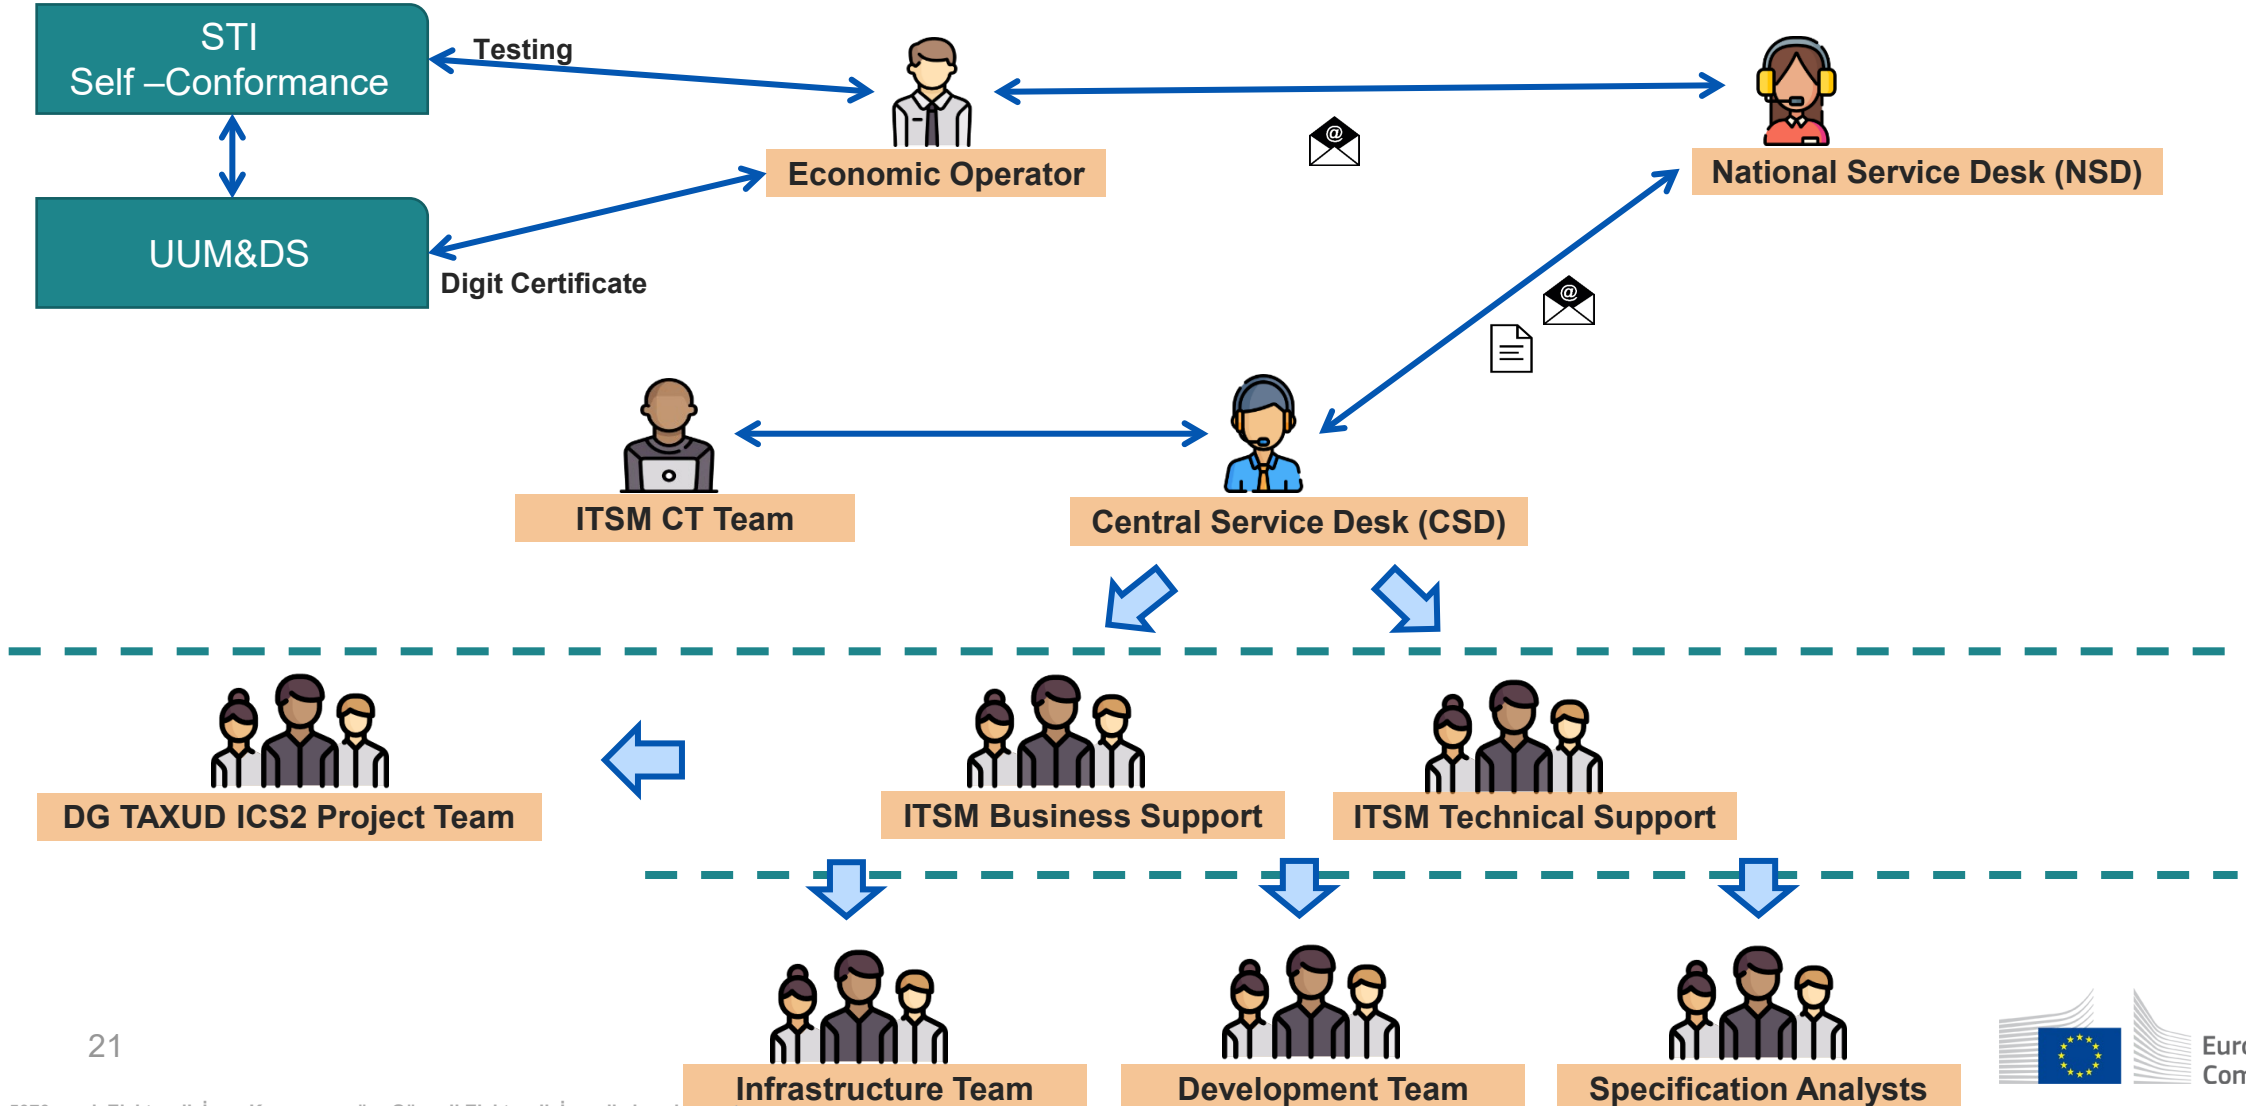 STI
Self –Conformance
Testing
Economic Operator
National Service Desk (NSD)
UUM&DS
Digit Certificate
ITSM CT Team
Central Service Desk (CSD)
DG TAXUD ICS2 Project Team
ITSM Business Support
ITSM Technical Support
21
Infrastructure Team
Development Team
Specification Analysts